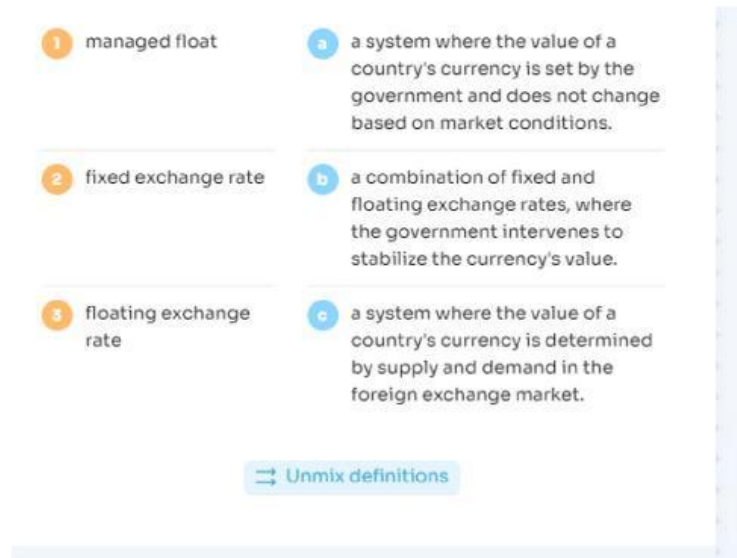 1 managed float
a a system where the value of a
country's currency is set by the
government and does not change
based on market conditions.
2 fixed exchange rate
b a combination of fixed and
floating exchange rates, where
the government intervenes to
stabilize the currency's value.
3 floating exchange
rate
c a system where the value of a
country's currency is determined
by supply and demand in the
foreign exchange market.
Unmix definitions